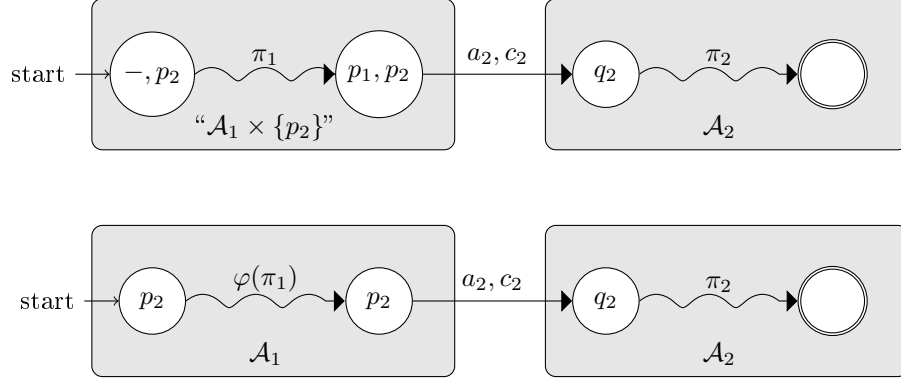 π₁ a₂, c₂ π₂
start −, p₂ p₁, p₂ q₂
“𝒜₁ × {p₂}” 𝒜₂
φ(π₁) a₂, c₂ π₂
start p₂ p₂ q₂
𝒜₁ 𝒜₂